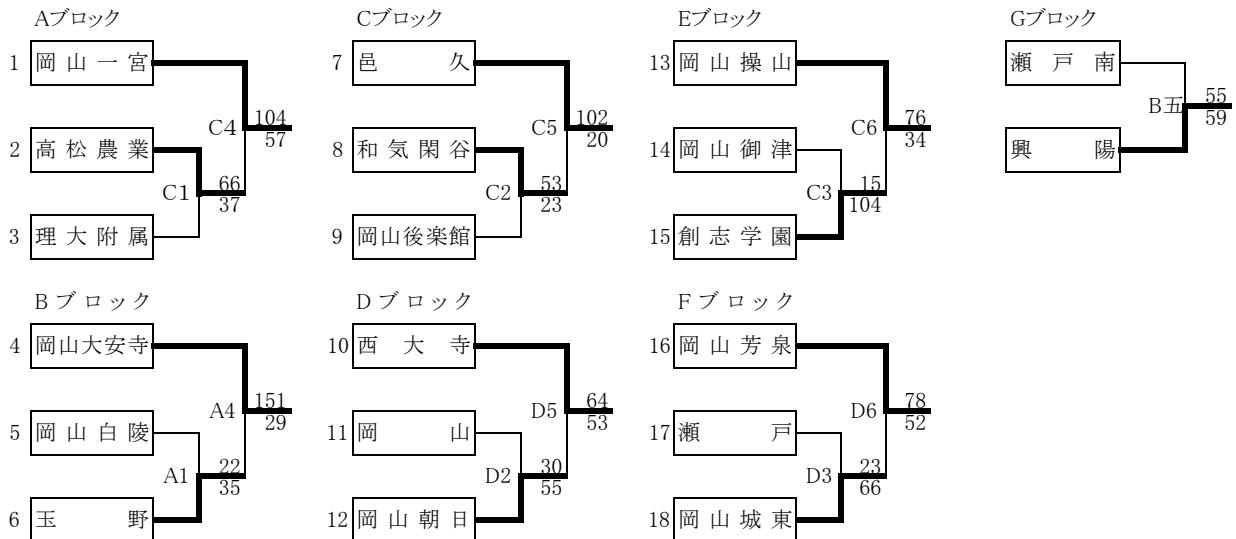 Aブロック
1 岡山一宮
2 高松農業
3 理大附属
C4 104 57
C1 66 37
Cブロック
7 邑久
8 和気閑谷
9 岡山後楽館
C5 102 20
C2 53 23
Eブロック
13 岡山操山
14 岡山御津
15 創志学園
C6 76 34
C3 15 104
Gブロック
瀬戸南
興陽
B五 55 59
Bブロック
4 岡山大安寺
5 岡山白陵
6 玉野
A4 151 29
A1 22 35
Dブロック
10 西大寺
11 岡山
12 岡山朝日
D5 64 53
D2 30 55
Fブロック
16 岡山芳泉
17 瀬戸
18 岡山城東
D6 78 52
D3 23 66